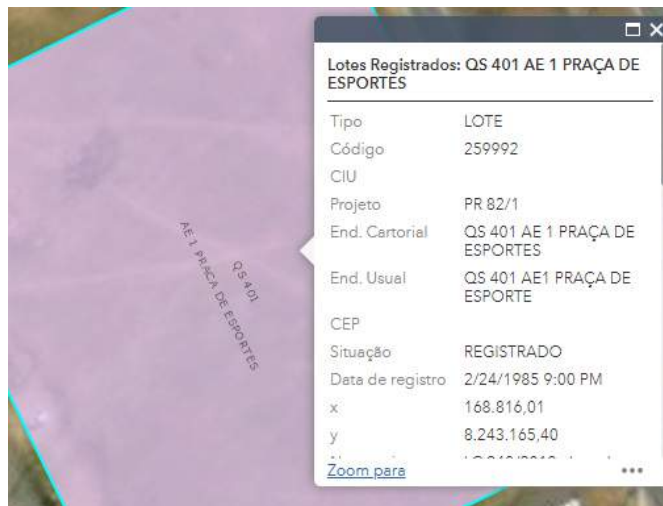 Lotes Registrados: QS 401 AE 1 PRAÇA DE
ESPORTES
Tipo LOTE
Código 259992
CIU
Projeto PR 82/1
End. Cartorial QS 401 AE 1 PRAÇA DE
ESPORTES
End. Usual QS 401 AE1 PRAÇA DE
ESPORTE
CEP
Situação REGISTRADO
Data de registro 2/24/1985 9:00 PM
x 168.816,01
y 8.243.165,40
Zoom para
QS 401
AE 1 PRACA DE ESPORTES